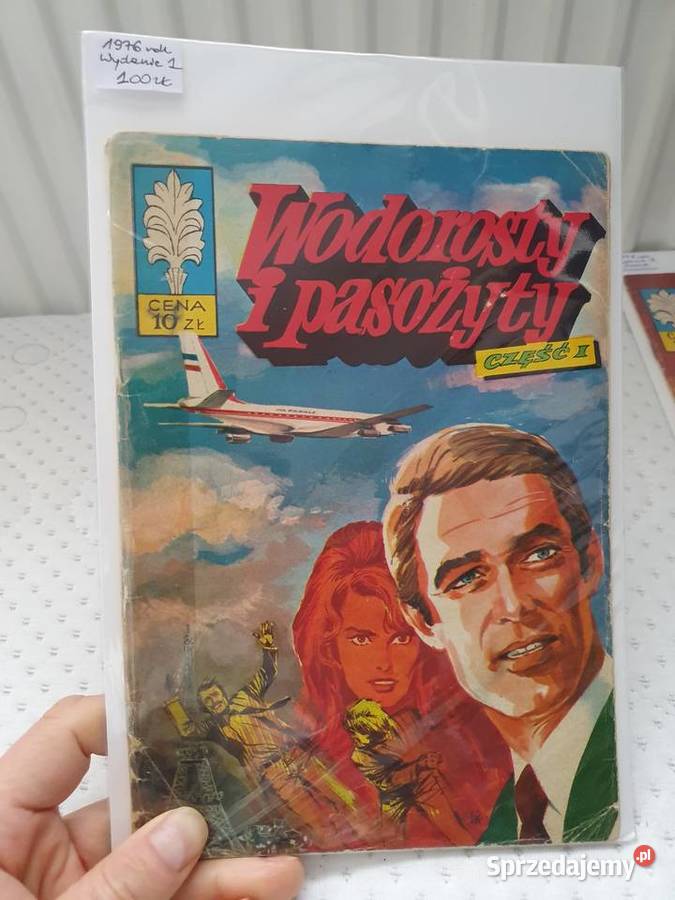 1976 rok
Wydanie 1
100 zł
CENA
10 ZŁ
Wodorosty
i pasożyty
CZĘŚĆ I
Sprzedajemy.pl